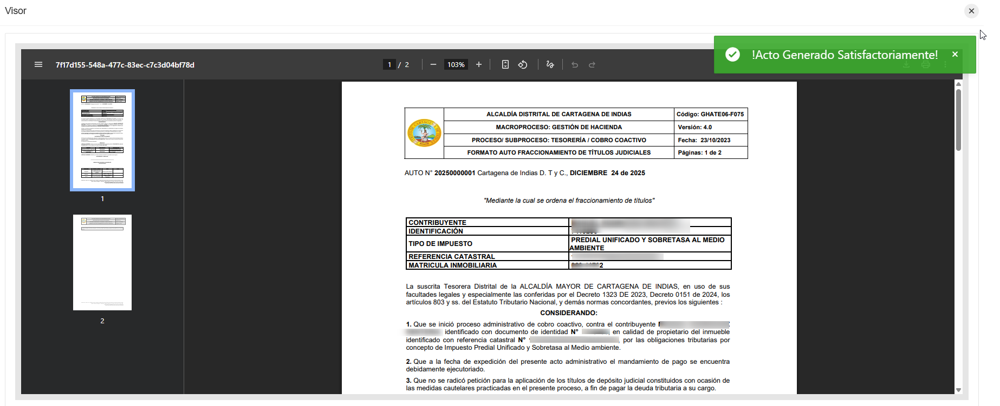 Visor
7f17d155-548a-477c-83ec-c7c3d04bf78d
1 / 2
103%
!Acto Generado Satisfactoriamente!
1
2
ALCALDÍA DISTRITAL DE CARTAGENA DE INDIAS
Código: GHATE06-F075
MACROPROCESO: GESTIÓN DE HACIENDA
Versión: 4.0
PROCESO/ SUBPROCESO: TESORERÍA / COBRO COACTIVO
Fecha: 23/10/2023
FORMATO AUTO FRACCIONAMIENTO DE TÍTULOS JUDICIALES
Páginas: 1 de 2
AUTO N° 20250000001 Cartagena de Indias D. T y C., DICIEMBRE 24 de 2025
"Mediante la cual se ordena el fraccionamiento de títulos"
CONTRIBUYENTE
IDENTIFICACIÓN
TIPO DE IMPUESTO
PREDIAL UNIFICADO Y SOBRETASA AL MEDIO
AMBIENTE
REFERENCIA CATASTRAL
MATRICULA INMOBILIARIA
La suscrita Tesorera Distrital de la ALCALDÍA MAYOR DE CARTAGENA DE INDIAS, en uso de sus
facultades legales y especialmente las conferidas por el Decreto 1323 DE 2023, Decreto 0151 de 2024, los
artículos 803 y ss. del Estatuto Tributario Nacional, y demás normas concordantes, previos los siguientes :
CONSIDERANDO:
1. Que se inició proceso administrativo de cobro coactivo, contra el contribuyente
identificado con documento de identidad N° , en calidad de propietario del inmueble
identificado con referencia catastral N° , por las obligaciones tributarias por
concepto de Impuesto Predial Unificado y Sobretasa al Medio ambiente.
2. Que a la fecha de expedición del presente acto administrativo el mandamiento de pago se encuentra
debidamente ejecutoriado.
3. Que no se radicó petición para la aplicación de los títulos de depósito judicial constituidos con ocasión de
las medidas cautelares practicadas en el presente proceso, a fin de pagar la deuda tributaria a su cargo.